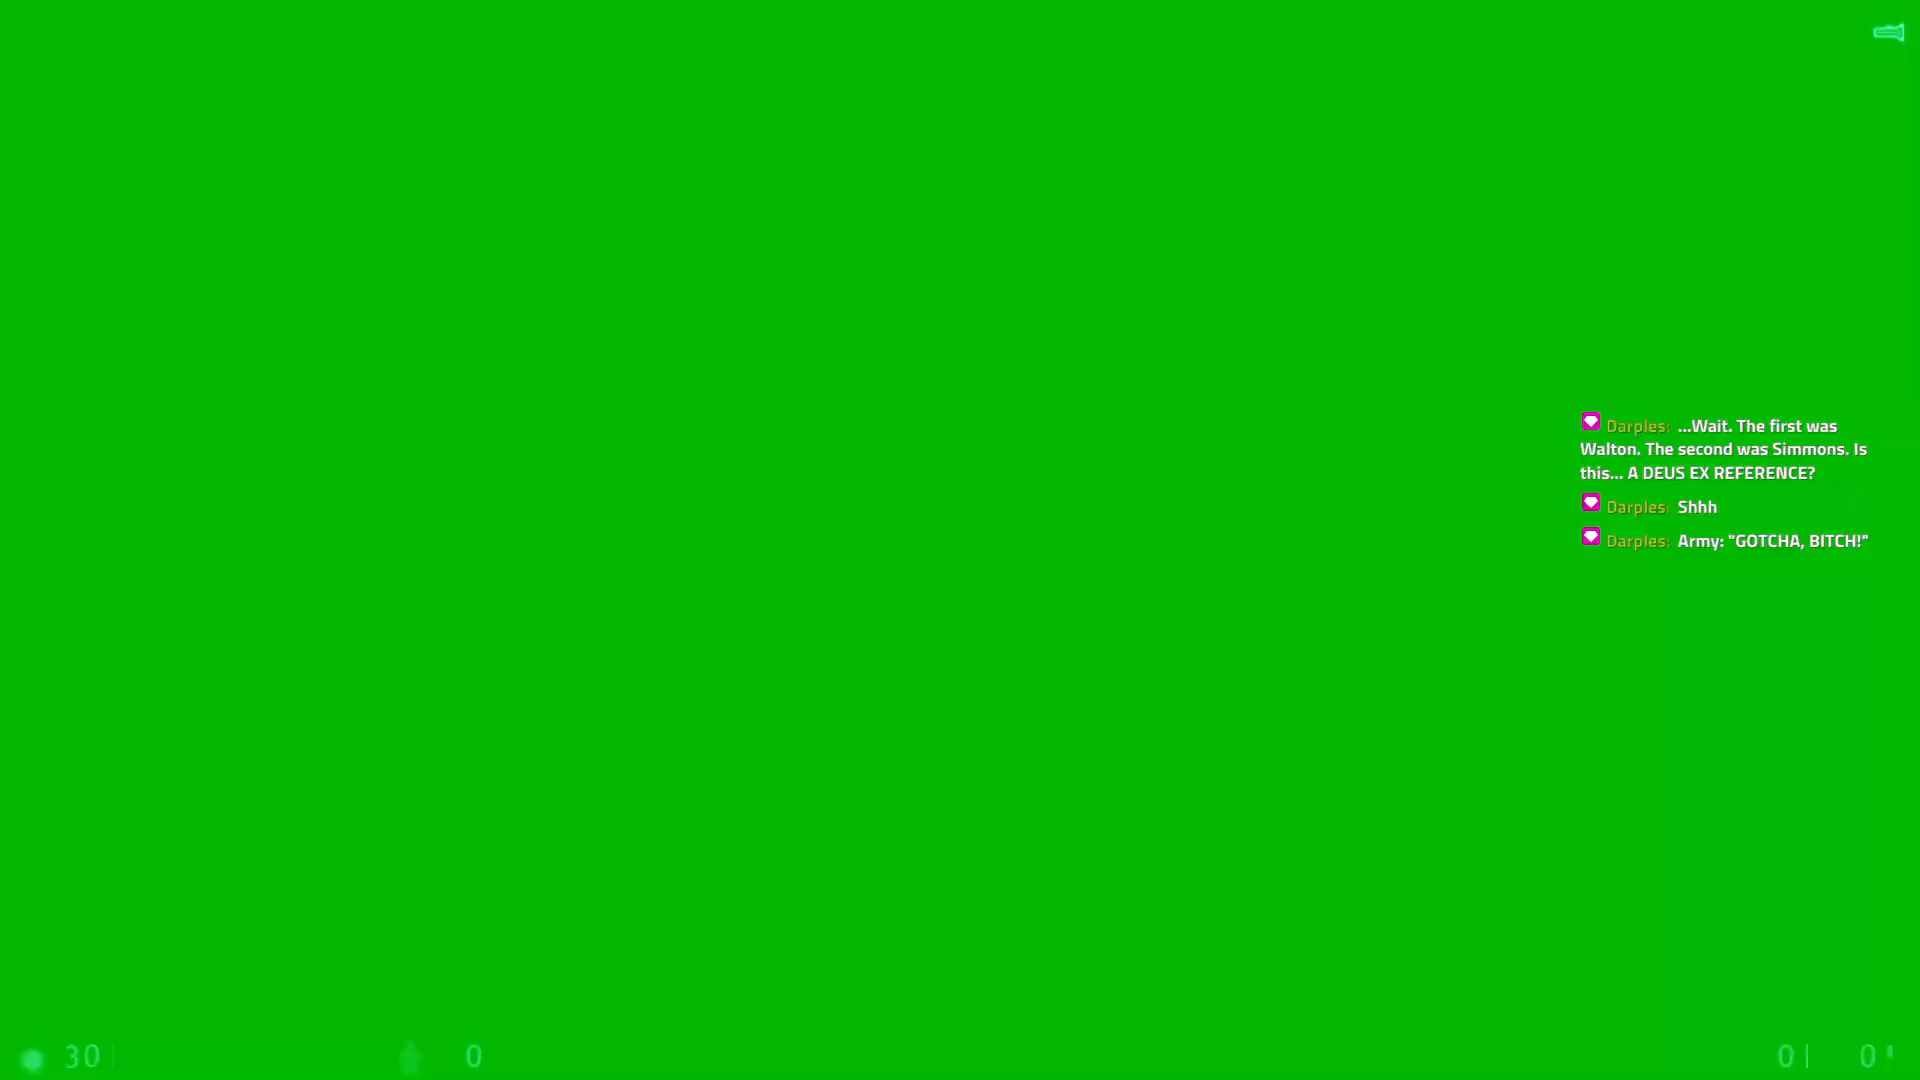 Darples: ...Wait. The first was
Walton. The second was Simmons. Is
this... A DEUS EX REFERENCE?
Darples: Shhh
Darples: Army: "GOTCHA, BITCH!"
30 0 0 | 0